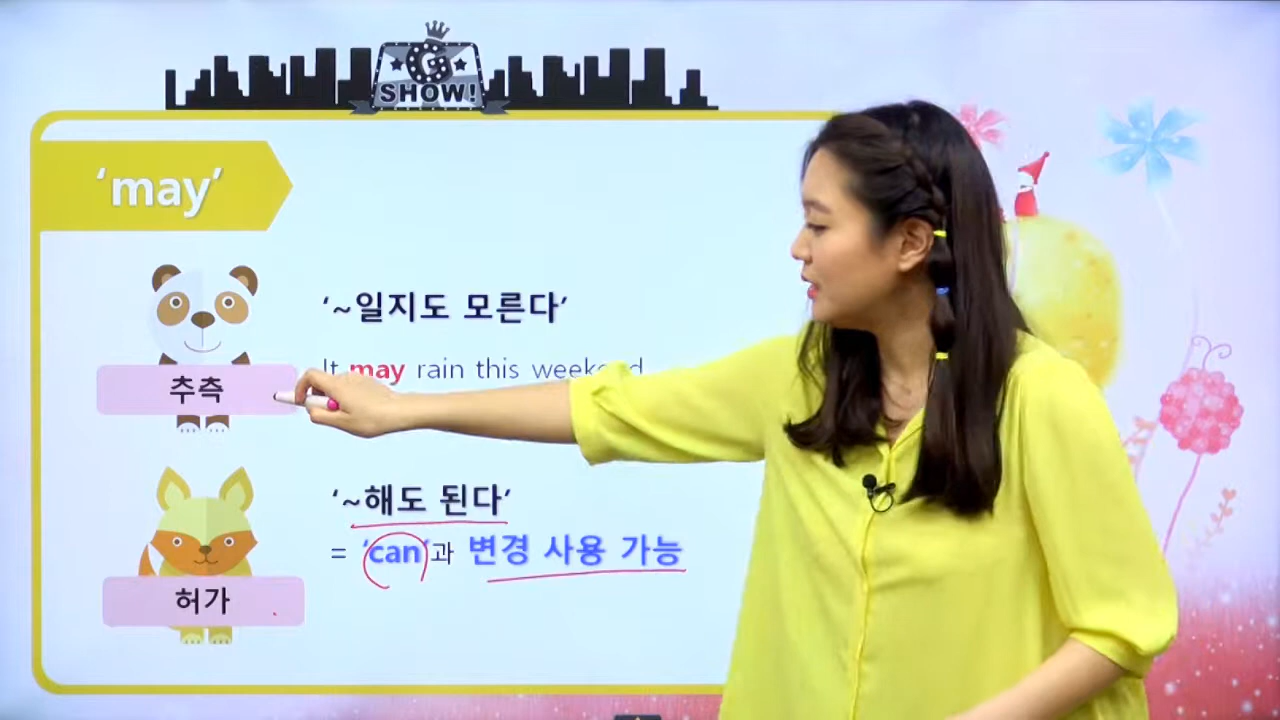 G
SHOW!
'may'
'~일지도 모른다'
It may rain this weekend
추측
'~해도 된다'
= 'can'과 변경 사용 가능
허가